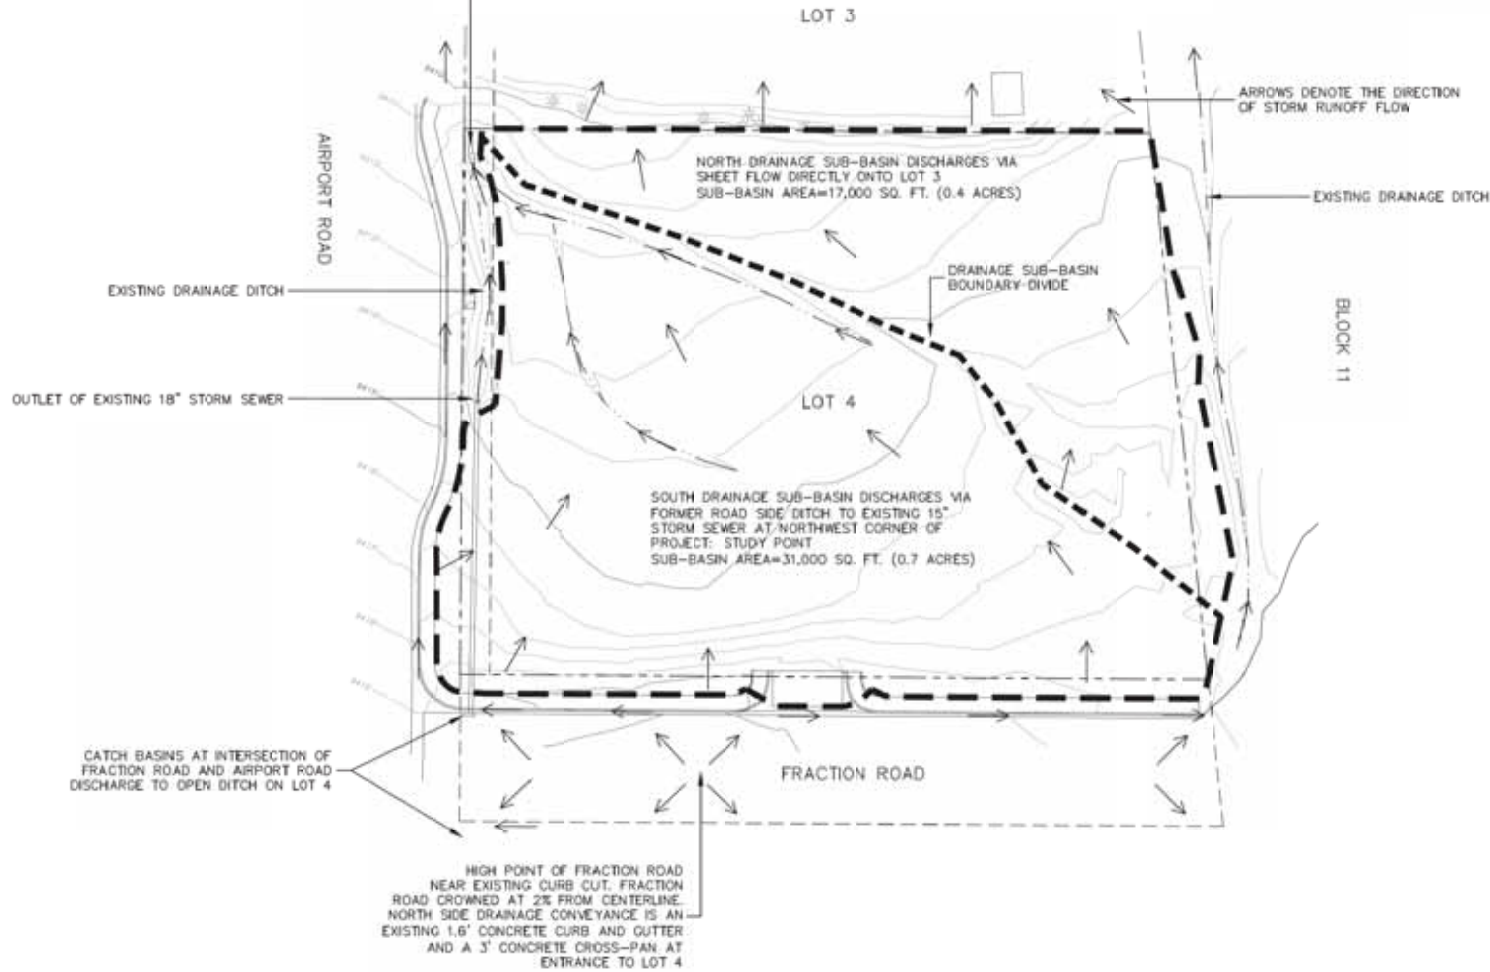 LOT 3
ARROWS DENOTE THE DIRECTION
OF STORM RUNOFF FLOW
AIRPORT ROAD
NORTH DRAINAGE SUB-BASIN DISCHARGES VIA
SHEET FLOW DIRECTLY ONTO LOT 3
SUB-BASIN AREA=17,000 SQ. FT. (0.4 ACRES)
EXISTING DRAINAGE DITCH
DRAINAGE SUB-BASIN
BOUNDARY DIVIDE
EXISTING DRAINAGE DITCH
BLOCK 11
OUTLET OF EXISTING 18" STORM SEWER
LOT 4
SOUTH DRAINAGE SUB-BASIN DISCHARGES VIA
FORMER ROAD SIDE DITCH TO EXISTING 15"
STORM SEWER AT NORTHWEST CORNER OF
PROJECT: STUDY POINT
SUB-BASIN AREA=31,000 SQ. FT. (0.7 ACRES)
CATCH BASINS AT INTERSECTION OF
FRACTION ROAD AND AIRPORT ROAD
DISCHARGE TO OPEN DITCH ON LOT 4
FRACTION ROAD
HIGH POINT OF FRACTION ROAD
NEAR EXISTING CURB CUT. FRACTION
ROAD CROWNED AT 2% FROM CENTERLINE.
NORTH SIDE DRAINAGE CONVEYANCE IS AN
EXISTING 1.6' CONCRETE CURB AND GUTTER
AND A 3' CONCRETE CROSS-PAN AT
ENTRANCE TO LOT 4